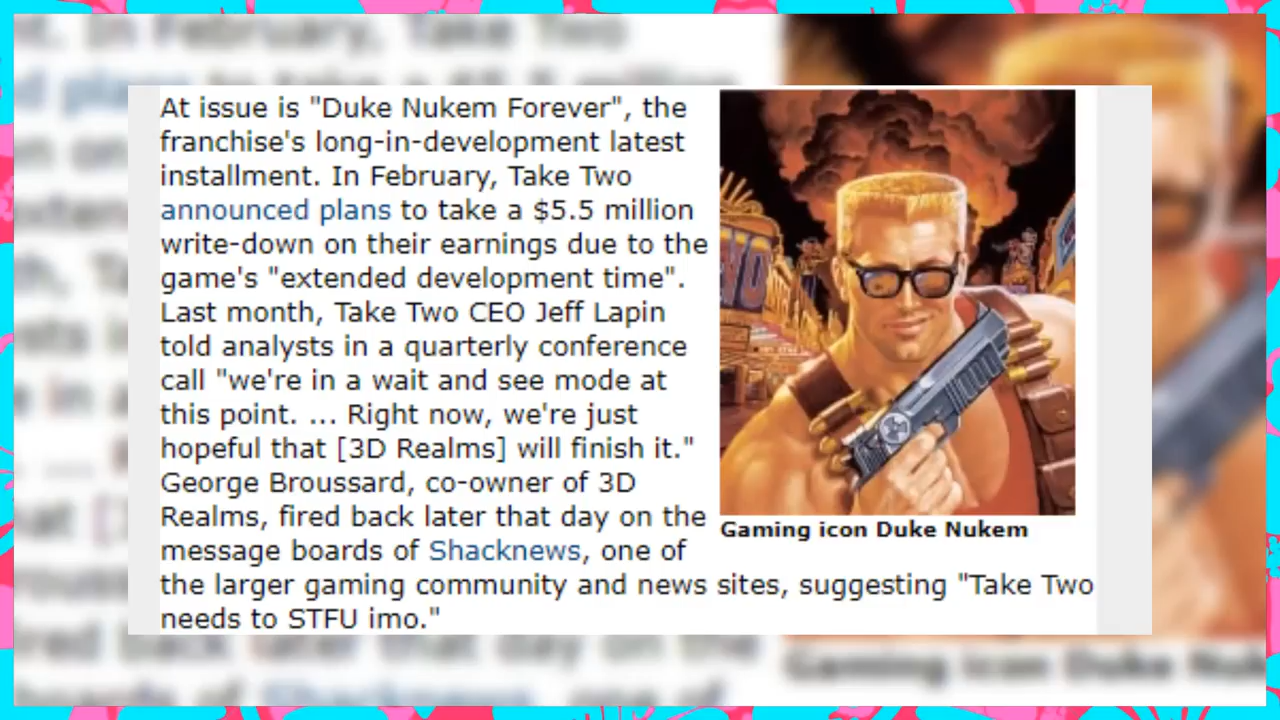 At issue is "Duke Nukem Forever", the
franchise's long-in-development latest
installment. In February, Take Two
announced plans to take a $5.5 million
write-down on their earnings due to the
game's "extended development time".
Last month, Take Two CEO Jeff Lapin
told analysts in a quarterly conference
call "we're in a wait and see mode at
this point. ... Right now, we're just
hopeful that [3D Realms] will finish it."
George Broussard, co-owner of 3D
Realms, fired back later that day on the
message boards of Shacknews, one of
the larger gaming community and news sites, suggesting "Take Two
needs to STFU imo."
Gaming icon Duke Nukem